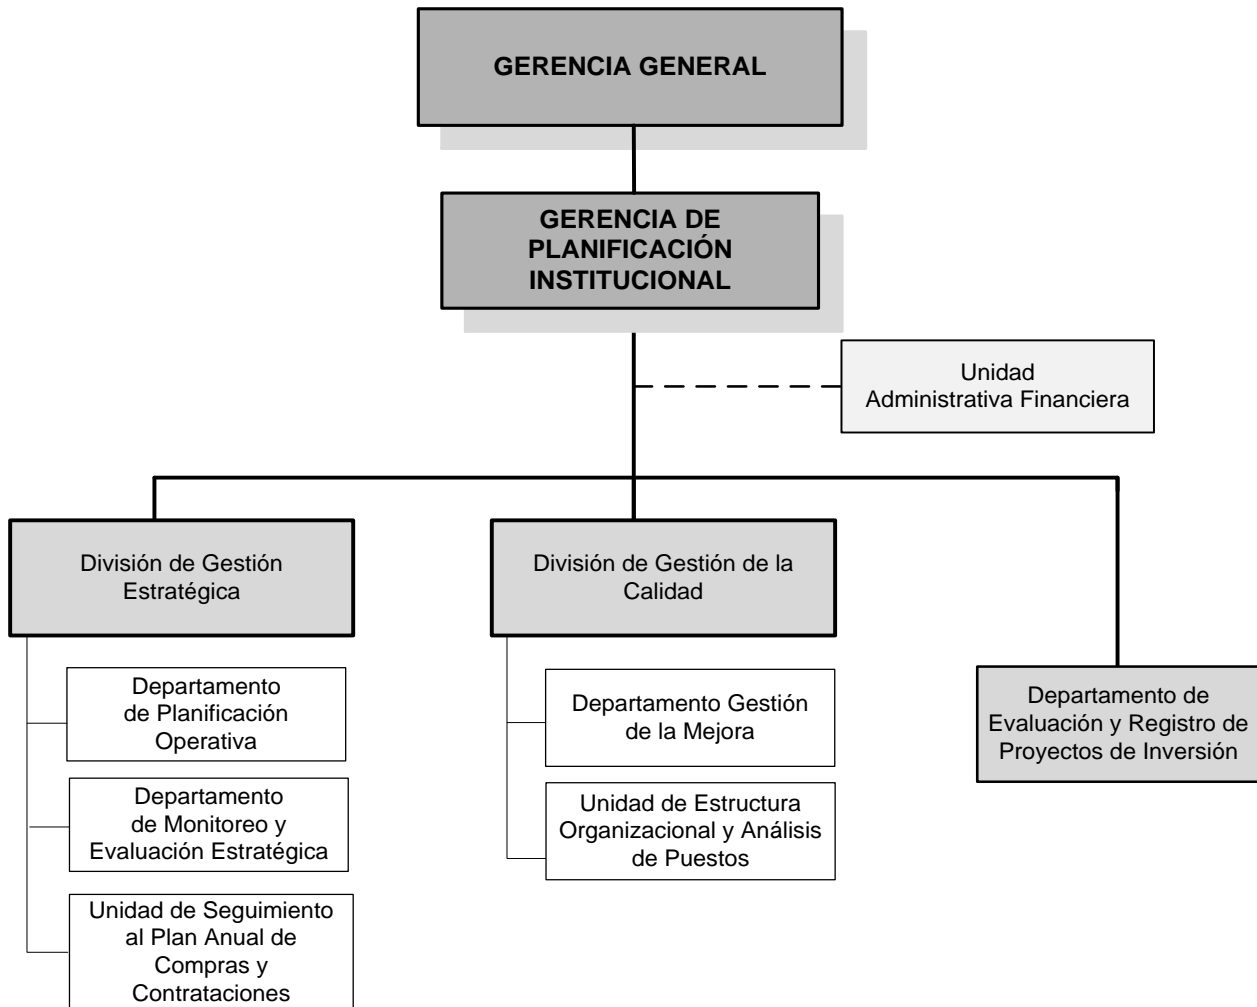 GERENCIA GENERAL
GERENCIA DE
PLANIFICACIÓN
INSTITUCIONAL
Unidad
Administrativa Financiera
División de Gestión
Estratégica
División de Gestión de la
Calidad
Departamento
de Planificación
Operativa
Departamento Gestión
de la Mejora
Departamento de
Evaluación y Registro de
Proyectos de Inversión
Departamento
de Monitoreo y
Evaluación Estratégica
Unidad de Estructura
Organizacional y Análisis
de Puestos
Unidad de Seguimiento
al Plan Anual de
Compras y
Contrataciones